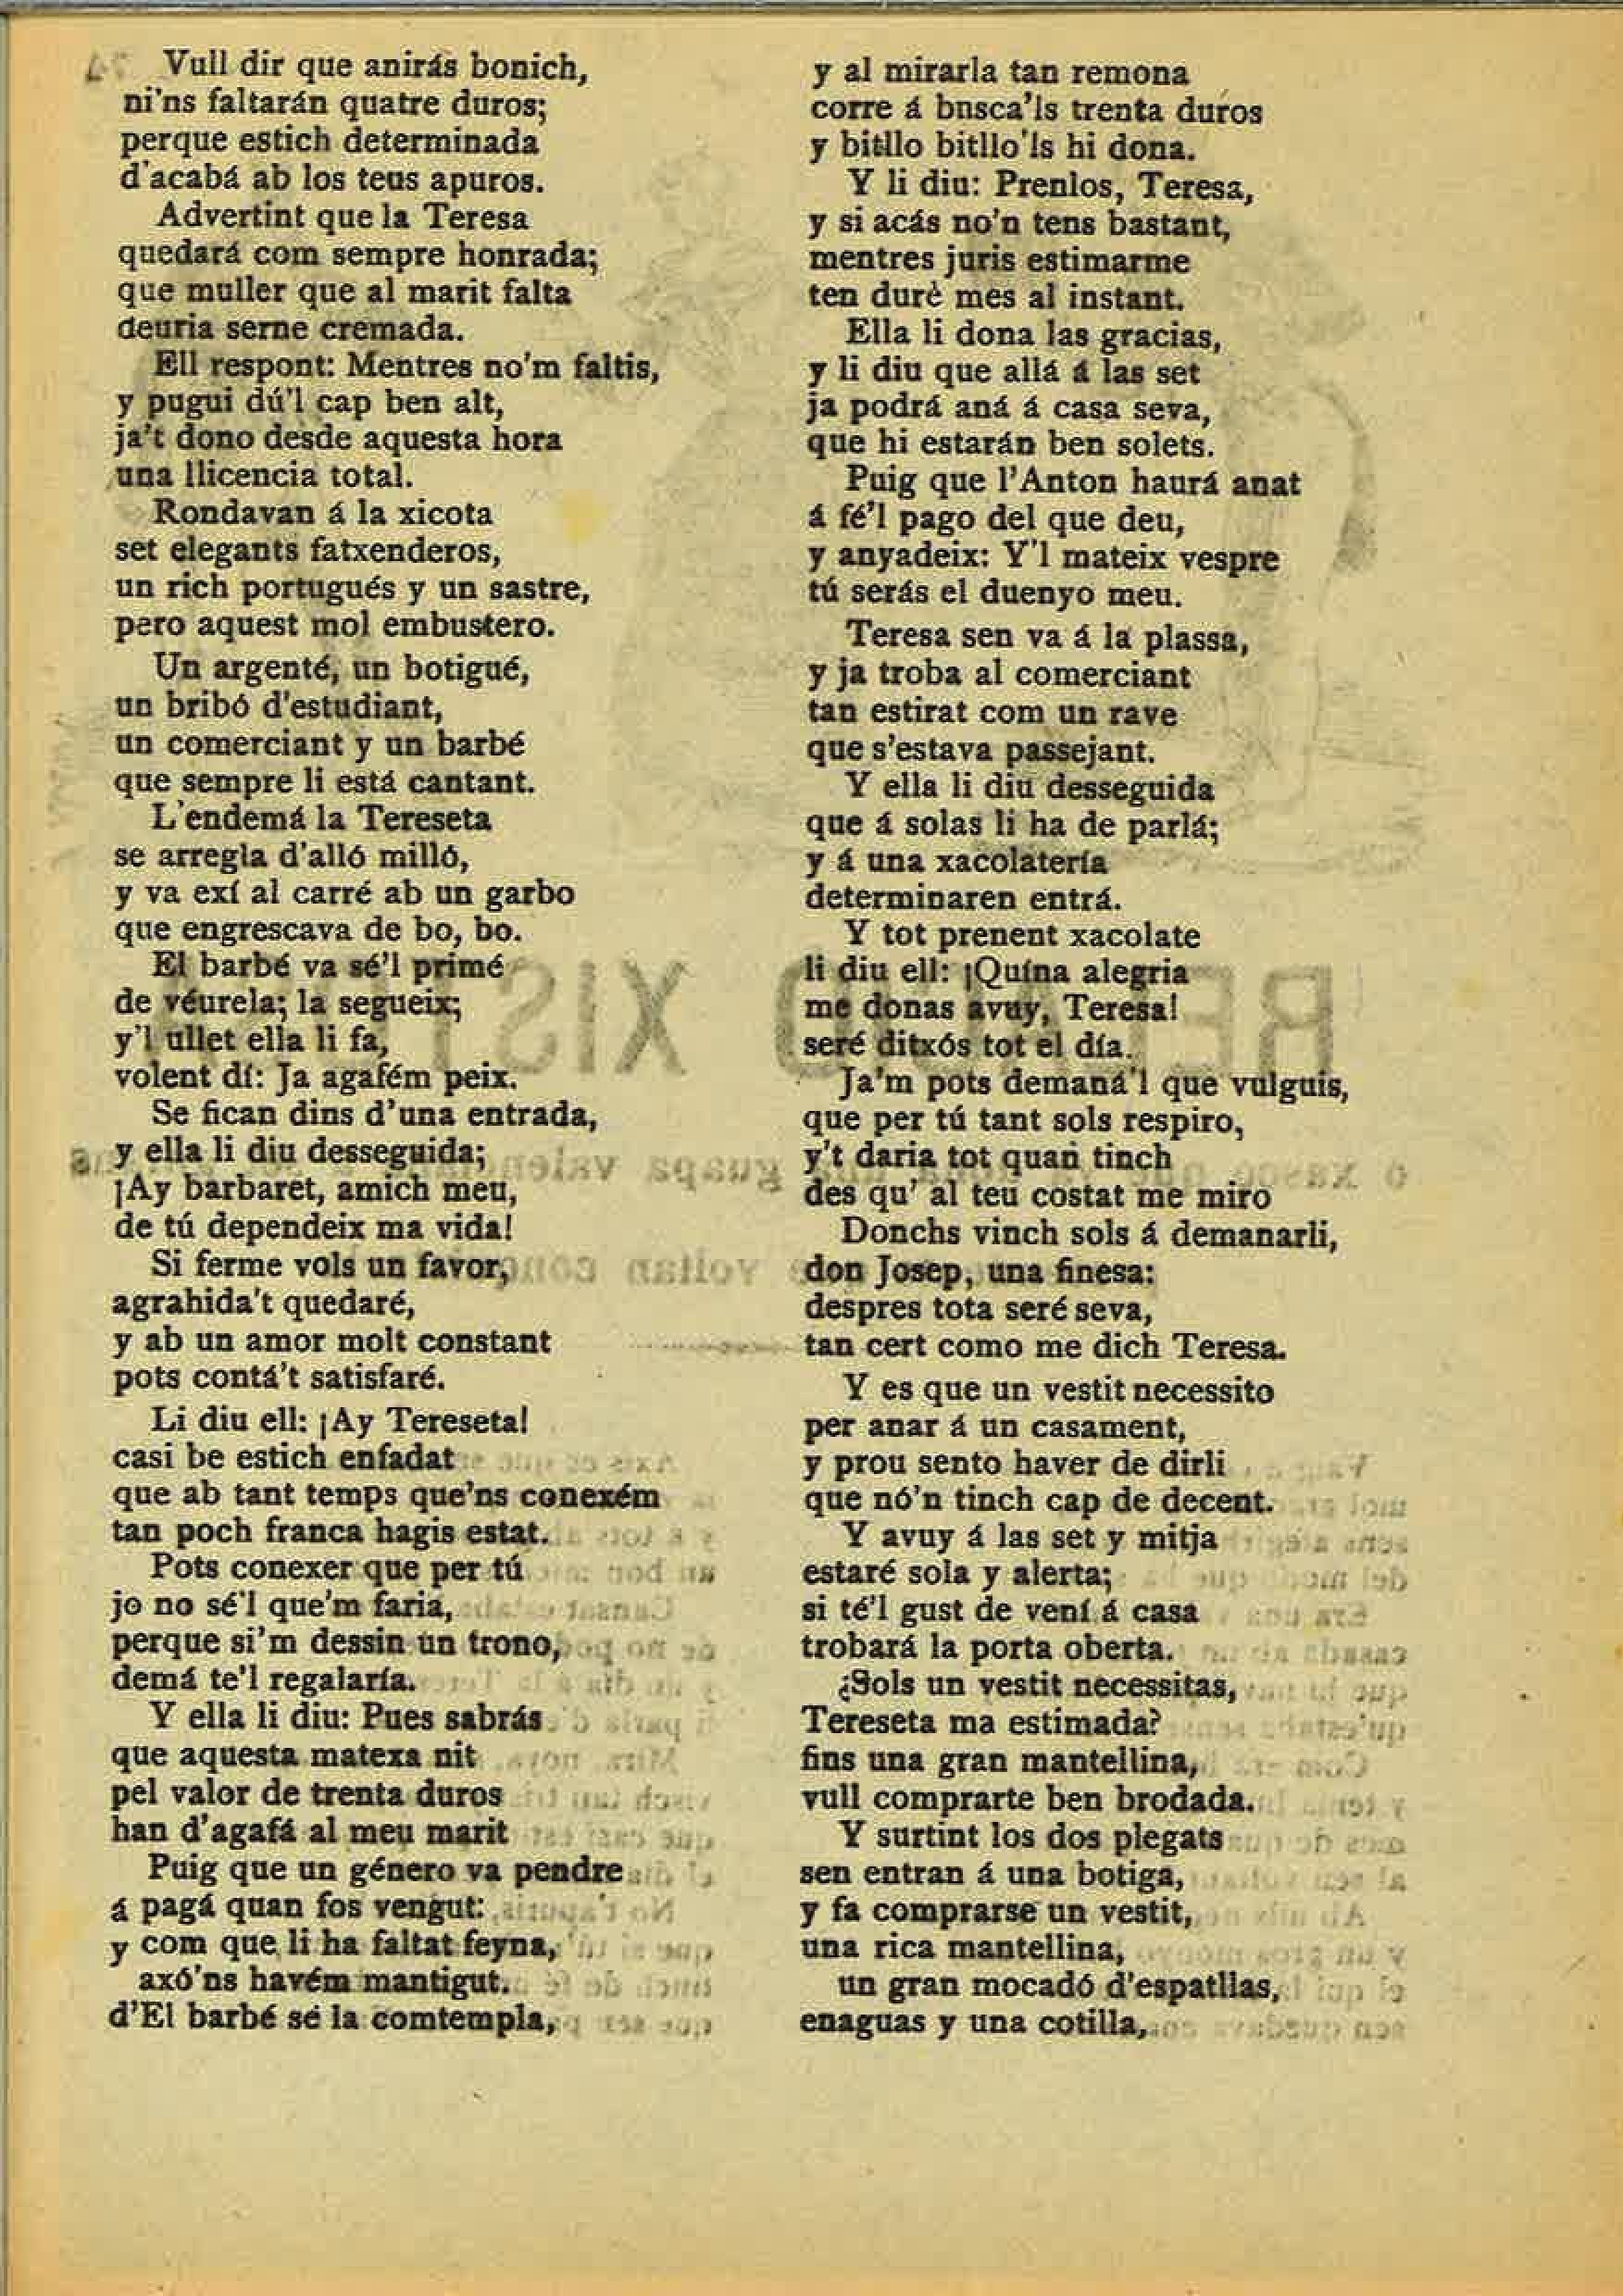 Vull dir que anirás bonich,
ni'ns faltarán quatre duros;
perque estich determinada
d'acabá ab los teus apuros.
Advertint que la Teresa
quedará com sempre honrada;
que muller que al marit falta
deuria serne cremada.
Ell respont: Mentres no'm faltis,
y pugui dú'l cap ben alt,
ja't dono desde aquesta hora
una llicencia total.
Rondavan á la xicota
set elegants fatxenderos,
un rich portugués y un sastre,
pero aquest mol embustero.
Un argenté, un botigué,
un bribó d'estudiant,
un comerciant y un barbé
que sempre li está cantant.
L'endemá la Tereseta
se arregla d'alló milló,
y va exí al carré ab un garbo
que engrescava de bo, bo.
El barbé va sé'l primé
de véurela; la segueix;
y'l ullet ella li fa,
volent dí: Ja agafém peix.
Se fican dins d'una entrada,
y ella li diu desseguida;
¡Ay barbaret, amich meu,
de tú dependeix ma vida!
Si ferme vols un favor,
agrahida't quedaré,
y ab un amor molt constant
pots contá't satisfaré.
Li diu ell: ¡Ay Tereseta!
casi be estich enfadat
que ab tant temps que'ns conexém
tan poch franca hagis estat.
Pots conexer que per tú
jo no sé'l que'm faria,
perque si'm dessin un trono,
demá te'l regalaría.
Y ella li diu: Pues sabrás
que aquesta matexa nit
pel valor de trenta duros
han d'agafá al meu marit
Puig que un género va pendre
á pagá quan fos vengut:
y com que li ha faltat feyna,
axó'ns havém mantigut.
d'El barbé sé la comtempla,
y al mirarla tan remona
corre á busca'ls trenta duros
y bitllo bitllo'ls hi dona.
Y li diu: Prenlos, Teresa,
y si acás no'n tens bastant,
mentres juris estimarme
ten durè mes al instant.
Ella li dona las gracias,
y li diu que allá á las set
ja podrá aná á casa seva,
que hi estarán ben solets.
Puig que l'Anton haurá anat
á fé'l pago del que deu,
y anyadeix: Y'l mateix vespre
tú serás el duenyo meu.
Teresa sen va á la plassa,
y ja troba al comerciant
tan estirat com un rave
que s'estava passejant.
Y ella li diu desseguida
que á solas li ha de parlá;
y á una xacolatería
determinaren entrá.
Y tot prenent xacolate
li diu ell: ¡Quína alegria
me donas avuy, Teresa!
seré ditxós tot el día.
Ja'm pots demaná'l que vulguis,
que per tú tant sols respiro,
y't daria tot quan tinch
des qu' al teu costat me miro
Donchs vinch sols á demanarli,
don Josep, una finesa:
despres tota seré seva,
tan cert como me dich Teresa.
Y es que un vestit necessito
per anar á un casament,
y prou sento haver de dirli
que nó'n tinch cap de decent.
Y avuy á las set y mitja
estaré sola y alerta;
si té'l gust de vení á casa
trobará la porta oberta.
¿Sols un vestit necessitas,
Tereseta ma estimada?
fins una gran mantellina,
vull comprarte ben brodada.
Y surtint los dos plegats
sen entran á una botiga,
y fa comprarse un vestit,
una rica mantellina,
un gran mocadó d'espatllas,
enaguas y una cotilla,